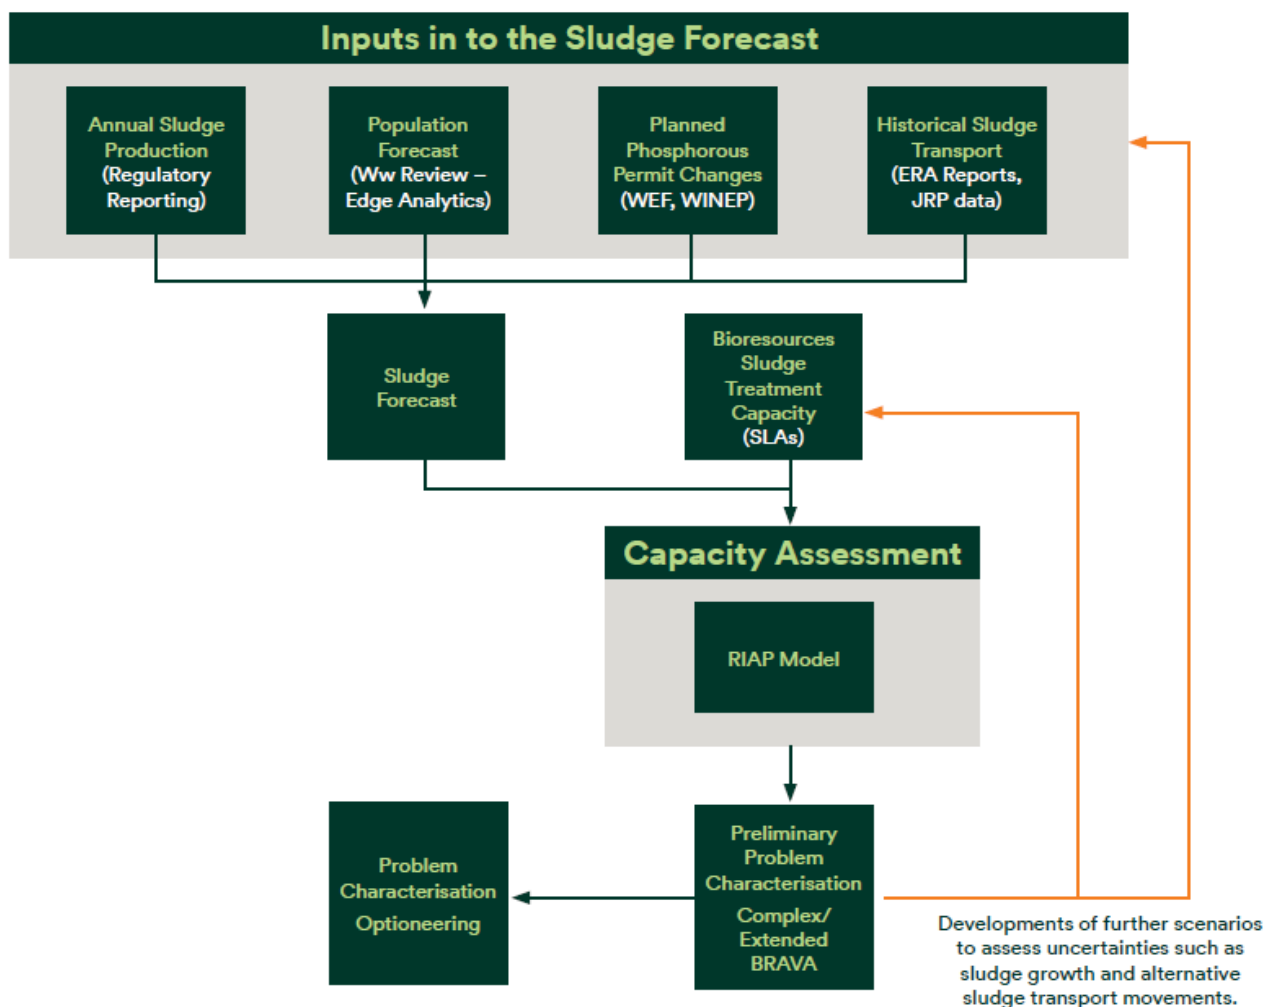 Inputs in to the Sludge Forecast
Annual Sludge
Production
(Regulatory
Reporting)
Population
Forecast
(Ww Review –
Edge Analytics)
Planned
Phosphorous
Permit Changes
(WEF, WINEP)
Historical Sludge
Transport
(ERA Reports,
JRP data)
Sludge
Forecast
Bioresources
Sludge
Treatment
Capacity
(SLAs)
Capacity Assessment
RIAP Model
Problem
Characterisation
Optioneering
Preliminary
Problem
Characterisation
Complex/
Extended
BRAVA
Developments of further scenarios
to assess uncertainties such as
sludge growth and alternative
sludge transport movements.